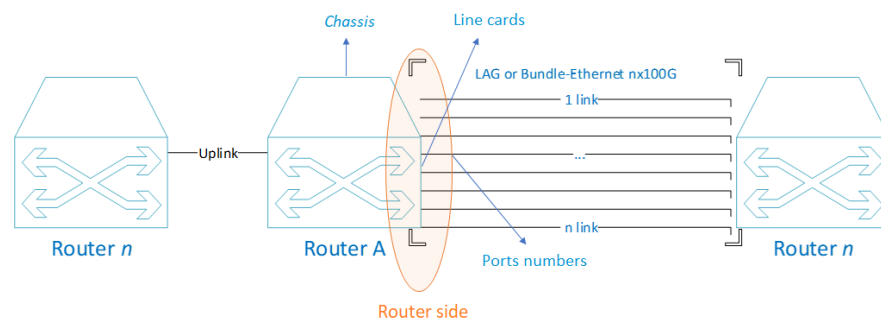 Chassis
Line cards
LAG or Bundle-Ethernet nx100G
1 link
Uplink
...
n link
Router n
Router A
Router n
Ports numbers
Router side